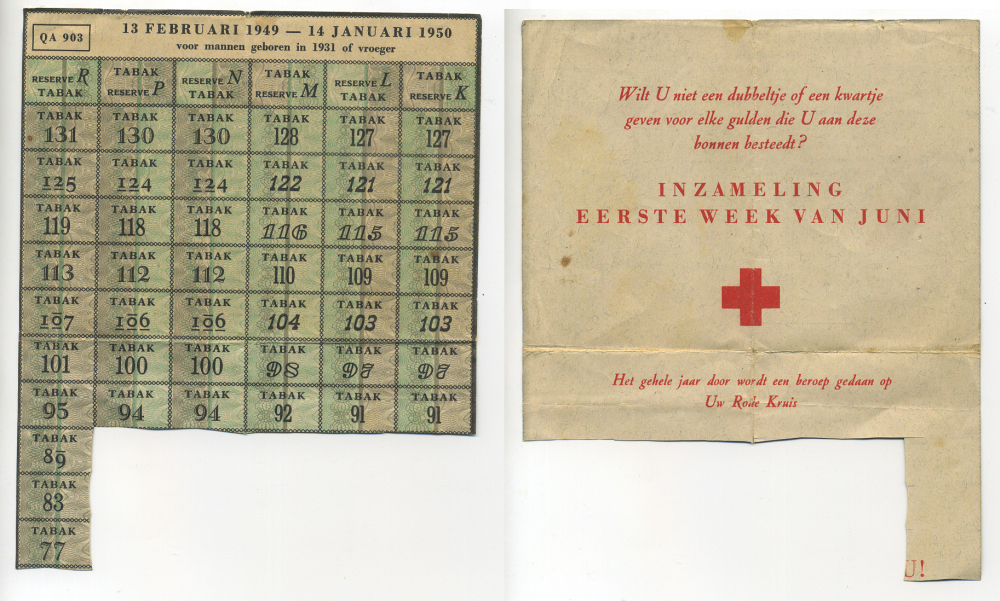 QA 903
13 FEBRUARI 1949 — 14 JANUARI 1950
voor mannen geboren in 1931 of vroeger
RESERVE R
TABAK
TABAK
RESERVE P
RESERVE N
TABAK
TABAK
RESERVE M
RESERVE L
TABAK
TABAK
RESERVE K
TABAK TABAK TABAK TABAK TABAK TABAK
131 130 130 128 127 127
TABAK TABAK TABAK TABAK TABAK TABAK
125 124 124 122 121 121
TABAK TABAK TABAK TABAK TABAK TABAK
119 118 118 116 115 115
TABAK TABAK TABAK TABAK TABAK TABAK
113 112 112 110 109 109
TABAK TABAK TABAK TABAK TABAK TABAK
107 106 106 104 103 103
TABAK TABAK TABAK TABAK TABAK TABAK
101 100 100 98 97 97
TABAK TABAK TABAK TABAK TABAK TABAK
95 94 94 92 91 91
TABAK
89
TABAK
83
TABAK
77
Wilt U niet een dubbeltje of een kwartje
geven voor elke gulden die U aan deze
bonnen besteedt?
INZAMELING
EERSTE WEEK VAN JUNI
Het gehele jaar door wordt een beroep gedaan op
Uw Rode Kruis
U!